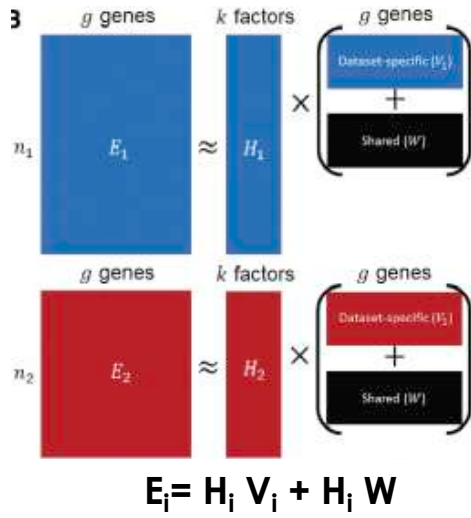 B
g genes k factors g genes
Dataset-specific (V₁)
n₁ E₁ ≈ H₁ × +
Shared (W)
g genes k factors g genes
Dataset-specific
n₂ E₂ ≈ H₂ × +
Shared (W)
Eᵢ= Hᵢ Vᵢ + Hᵢ W